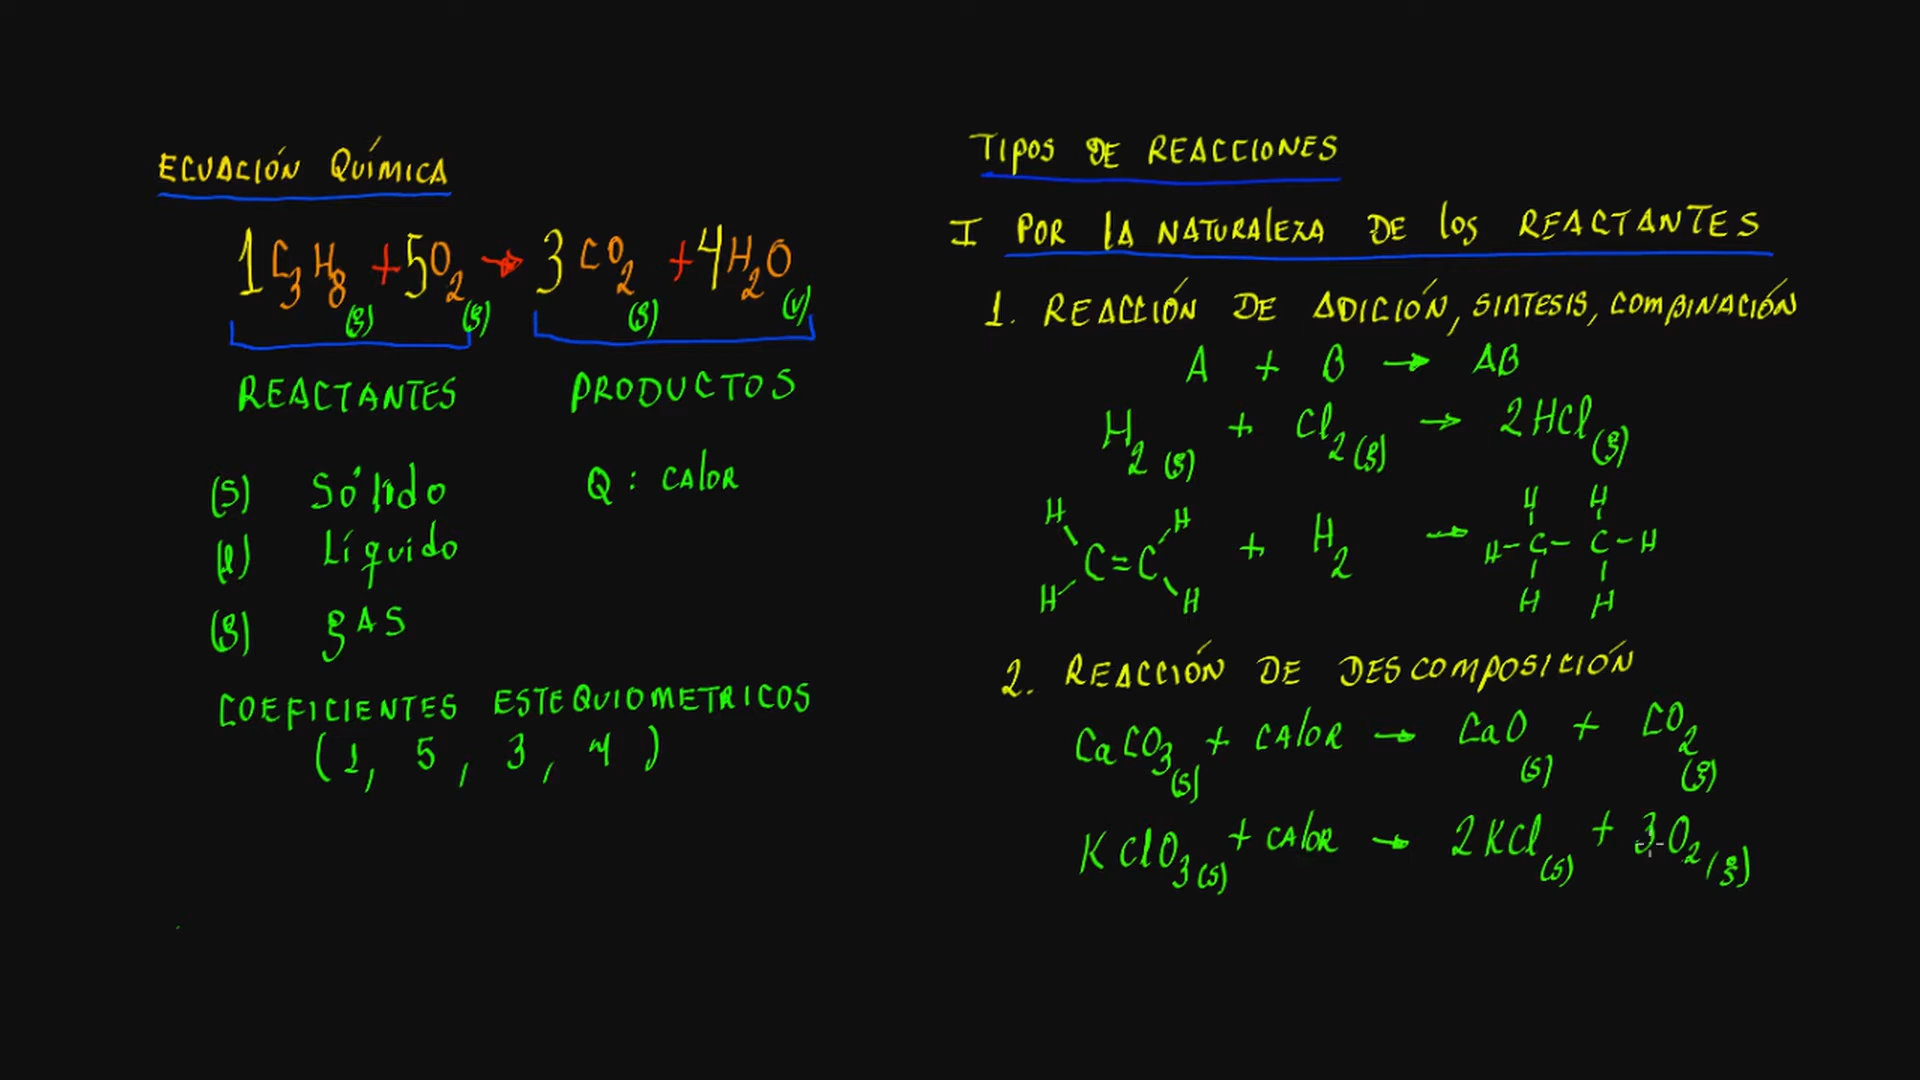 ECUACIÓN QUÍMICA
1C₃H₈(g) + 5O₂(g) → 3CO₂(g) + 4H₂O(v)
REACTANTES PRODUCTOS
(s) Sólido Q : CALOR
(l) Líquido
(g) gAS
COEFICIENTES ESTEQUIOMETRICOS
(1, 5, 3, 4)
TIPOS DE REACCIONES
I POR LA NATURALEZA DE LOS REACTANTES
1. REACCIÓN DE ADICIÓN, SINTESIS, COMBINACIÓN
A + B → AB
H₂(g) + Cl₂(g) → 2HCl(g)
H H H H
C=C + H₂ → H-C-C-H
H H H H
2. REACCIÓN DE DESCOMPOSICIÓN
CaCO₃(s) + CALOR → CaO(s) + CO₂(g)
KClO₃(s) + CALOR → 2KCl(s) + 3O₂(g)